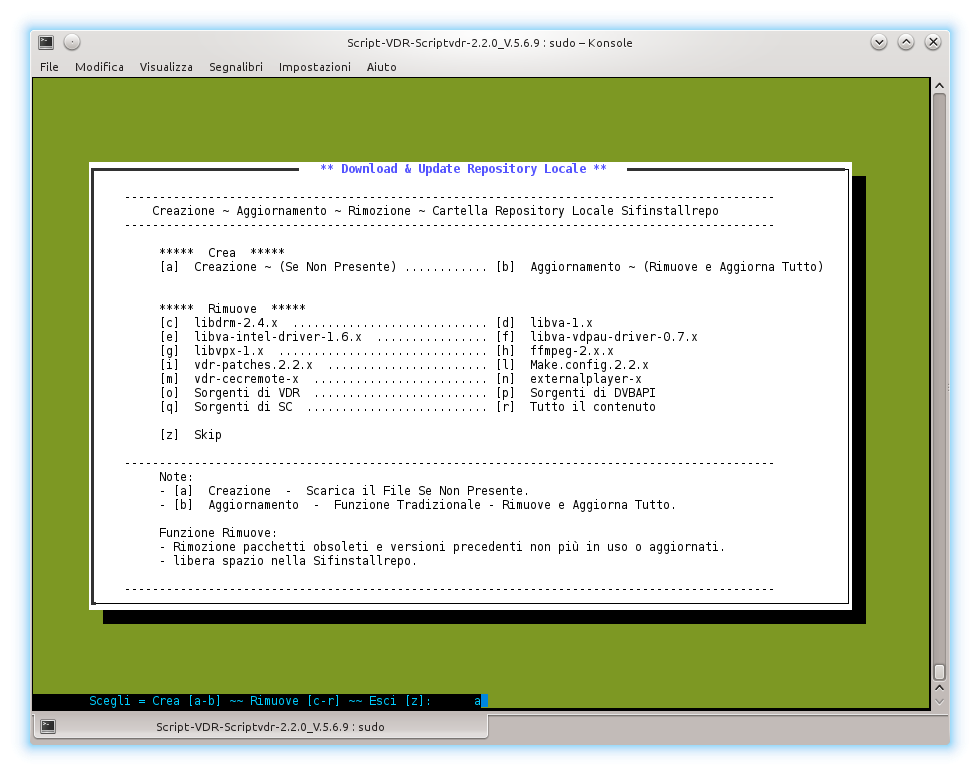 Script-VDR-Scriptvdr-2.2.0_V.5.6.9 : sudo – Konsole
File Modifica Visualizza Segnalibri Impostazioni Aiuto
** Download & Update Repository Locale **
---------------------------------------------------------------------------------------------
Creazione ~ Aggiornamento ~ Rimozione ~ Cartella Repository Locale Sifinstallrepo
---------------------------------------------------------------------------------------------
***** Crea *****
[a] Creazione ~ (Se Non Presente) ............ [b] Aggiornamento ~ (Rimuove e Aggiorna Tutto)
***** Rimuove *****
[c] libdrm-2.4.x ............................ [d] libva-1.x
[e] libva-intel-driver-1.6.x ................ [f] libva-vdpau-driver-0.7.x
[g] libvpx-1.x .............................. [h] ffmpeg-2.x.x
[i] vdr-patches.2.2.x ....................... [l] Make.config.2.2.x
[m] vdr-cecremote-x ......................... [n] externalplayer-x
[o] Sorgenti di VDR ......................... [p] Sorgenti di DVBAPI
[q] Sorgenti di SC .......................... [r] Tutto il contenuto
[z] Skip
---------------------------------------------------------------------------------------------
Note:
- [a] Creazione - Scarica il File Se Non Presente.
- [b] Aggiornamento - Funzione Tradizionale - Rimuove e Aggiorna Tutto.
Funzione Rimuove:
- Rimozione pacchetti obsoleti e versioni precedenti non più in uso o aggiornati.
- libera spazio nella Sifinstallrepo.
---------------------------------------------------------------------------------------------
Scegli = Crea [a-b] ~~ Rimuove [c-r] ~~ Esci [z]: a
Script-VDR-Scriptvdr-2.2.0_V.5.6.9 : sudo